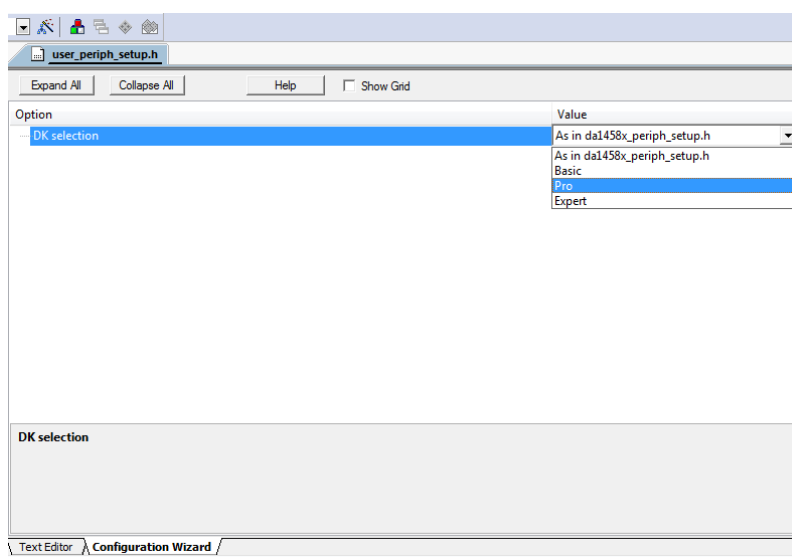 user_periph_setup.h
Expand All Collapse All Help Show Grid
Option Value
DK selection As in da1458x_periph_setup.h
As in da1458x_periph_setup.h
Basic
Pro
Expert
DK selection
Text Editor Configuration Wizard